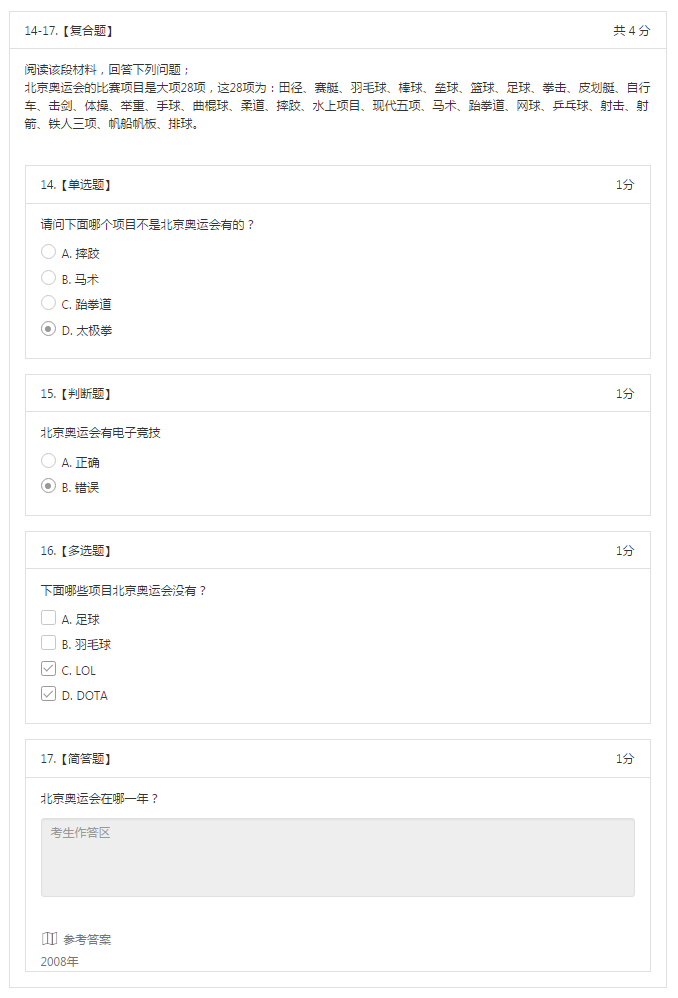 14-17.【复合题】 共 4 分
阅读该段材料，回答下列问题；
北京奥运会的比赛项目是大项28项，这28项为：田径、赛艇、羽毛球、棒球、垒球、篮球、足球、拳击、皮划艇、自行
车、击剑、体操、举重、手球、曲棍球、柔道、摔跤、水上项目、现代五项、马术、跆拳道、网球、乒乓球、射击、射
箭、铁人三项、帆船帆板、排球。
14.【单选题】 1分
请问下面哪个项目不是北京奥运会有的？
A. 摔跤
B. 马术
C. 跆拳道
D. 太极拳
15.【判断题】 1分
北京奥运会有电子竞技
A. 正确
B. 错误
16.【多选题】 1分
下面哪些项目北京奥运会没有？
A. 足球
B. 羽毛球
C. LOL
D. DOTA
17.【简答题】 1分
北京奥运会在哪一年？
考生作答区
参考答案
2008年